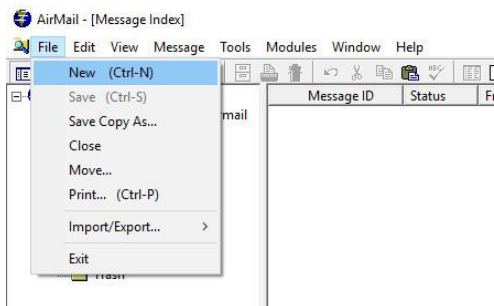 AirMail - [Message Index]
File Edit View Message Tools Modules Window Help
New (Ctrl-N)
Save (Ctrl-S)
Save Copy As...
Close
Move...
Print... (Ctrl-P)
Import/Export... >
Exit
mail
Trash
Message ID Status